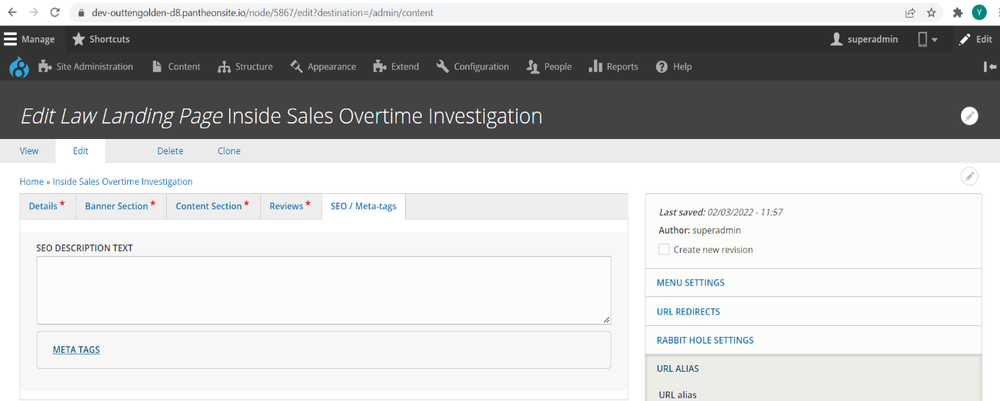 dev-outtengolden-d8.pantheonsite.io/node/5867/edit?destination=/admin/content
Y
Manage Shortcuts superadmin Edit
Site Administration Content Structure Appearance Extend Configuration People Reports Help
Edit Law Landing Page Inside Sales Overtime Investigation
View Edit Delete Clone
Home » Inside Sales Overtime Investigation
Details * Banner Section * Content Section * Reviews * SEO / Meta-tags
SEO DESCRIPTION TEXT
META TAGS
Last saved: 02/03/2022 - 11:57
Author: superadmin
Create new revision
MENU SETTINGS
URL REDIRECTS
RABBIT HOLE SETTINGS
URL ALIAS
URL alias